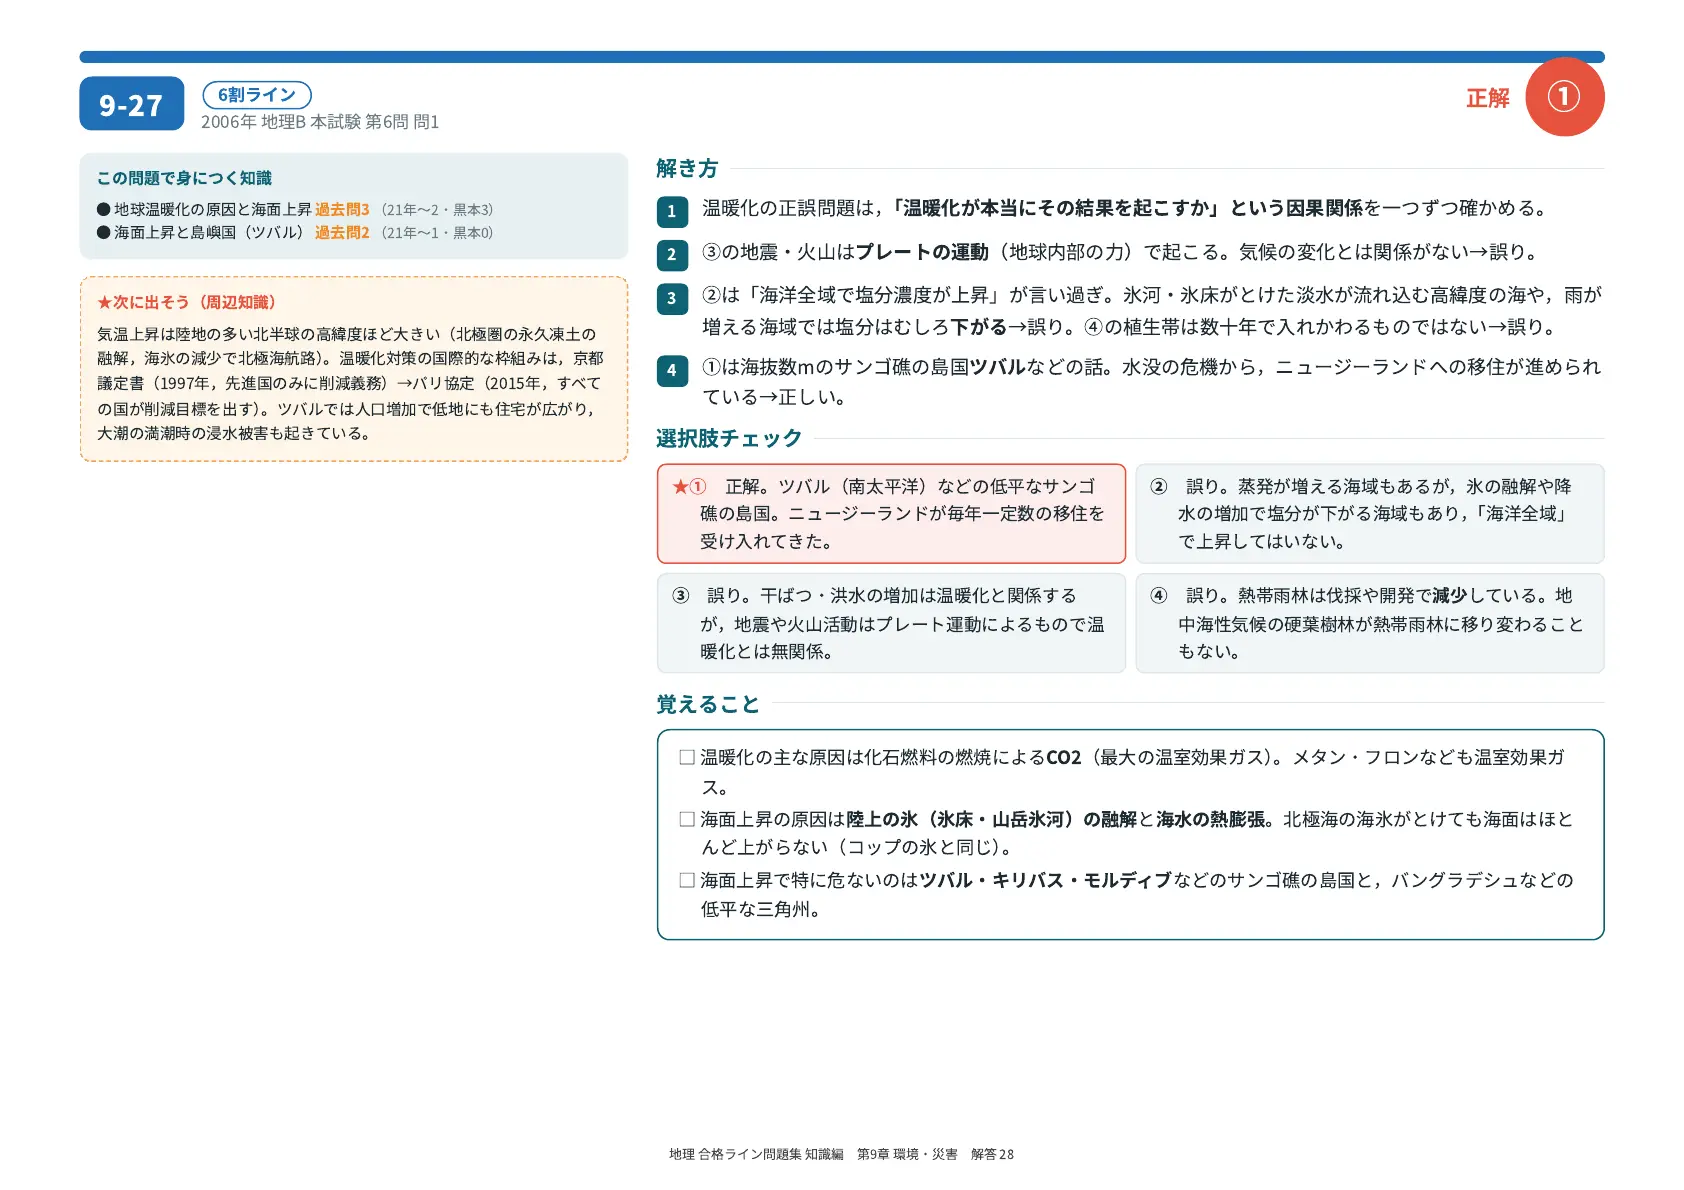 9-27
6割ライン
2006年 地理B 本試験 第6問 問1
正解 ①
この問題で身につく知識
● 地球温暖化の原因と海面上昇 過去問3 （21年〜2・黒本3）
● 海面上昇と島嶼国（ツバル） 過去問2 （21年〜1・黒本0）
★次に出そう（周辺知識）
気温上昇は陸地の多い北半球の高緯度ほど大きい（北極圏の永久凍土の
融解，海氷の減少で北極海航路）。温暖化対策の国際的な枠組みは，京都
議定書（1997年，先進国のみに削減義務）→パリ協定（2015年，すべて
の国が削減目標を出す）。ツバルでは人口増加で低地にも住宅が広がり，
大潮の満潮時の浸水被害も起きている。
解き方
1 温暖化の正誤問題は，「温暖化が本当にその結果を起こすか」という因果関係を一つずつ確かめる。
2 ③の地震・火山はプレートの運動（地球内部の力）で起こる。気候の変化とは関係がない→誤り。
3 ②は「海洋全域で塩分濃度が上昇」が言い過ぎ。氷河・氷床がとけた淡水が流れ込む高緯度の海や，雨が
増える海域では塩分はむしろ下がる→誤り。④の植生帯は数十年で入れかわるものではない→誤り。
4 ①は海抜数mのサンゴ礁の島国ツバルなどの話。水没の危機から，ニュージーランドへの移住が進められ
ている→正しい。
選択肢チェック
★① 正解。ツバル（南太平洋）などの低平なサンゴ
礁の島国。ニュージーランドが毎年一定数の移住を
受け入れてきた。
② 誤り。蒸発が増える海域もあるが，氷の融解や降
水の増加で塩分が下がる海域もあり，「海洋全域」
で上昇してはいない。
③ 誤り。干ばつ・洪水の増加は温暖化と関係する
が，地震や火山活動はプレート運動によるもので温
暖化とは無関係。
④ 誤り。熱帯雨林は伐採や開発で減少している。地
中海性気候の硬葉樹林が熱帯雨林に移り変わること
もない。
覚えること
□ 温暖化の主な原因は化石燃料の燃焼によるCO2（最大の温室効果ガス）。メタン・フロンなども温室効果ガ
ス。
□ 海面上昇の原因は陸上の氷（氷床・山岳氷河）の融解と海水の熱膨張。北極海の海氷がとけても海面はほと
んど上がらない（コップの氷と同じ）。
□ 海面上昇で特に危ないのはツバル・キリバス・モルディブなどのサンゴ礁の島国と，バングラデシュなどの
低平な三角州。
地理 合格ライン問題集 知識編 第9章 環境・災害 解答 28